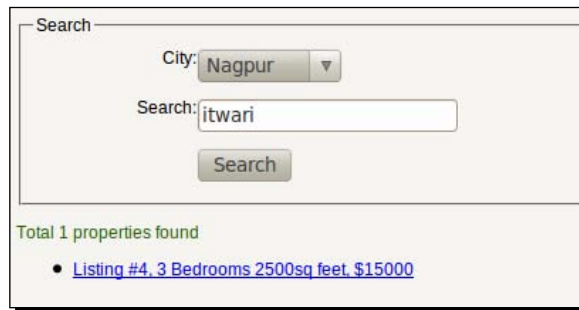 Search
City: Nagpur
Search: itwari
Search
Total 1 properties found
Listing #4, 3 Bedrooms 2500sq feet, $15000